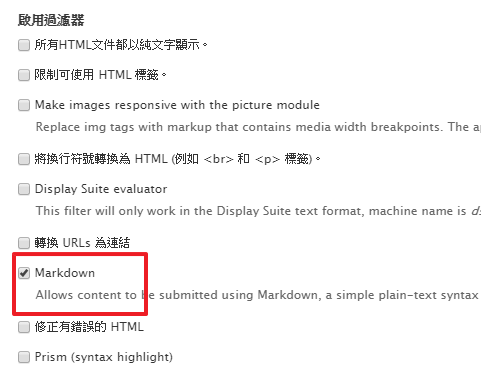 啟用過濾器
所有HTML文件都以純文字顯示。
限制可使用 HTML 標籤。
Make images responsive with the picture module
Replace img tags with markup that contains media width breakpoints. The ap
將換行符號轉換為 HTML (例如 <br> 和 <p> 標籤)。
Display Suite evaluator
This filter will only work in the Display Suite text format, machine name is ds
轉換 URLs 為連結
Markdown
Allows content to be submitted using Markdown, a simple plain-text syntax
修正有錯誤的 HTML
Prism (syntax highlight)